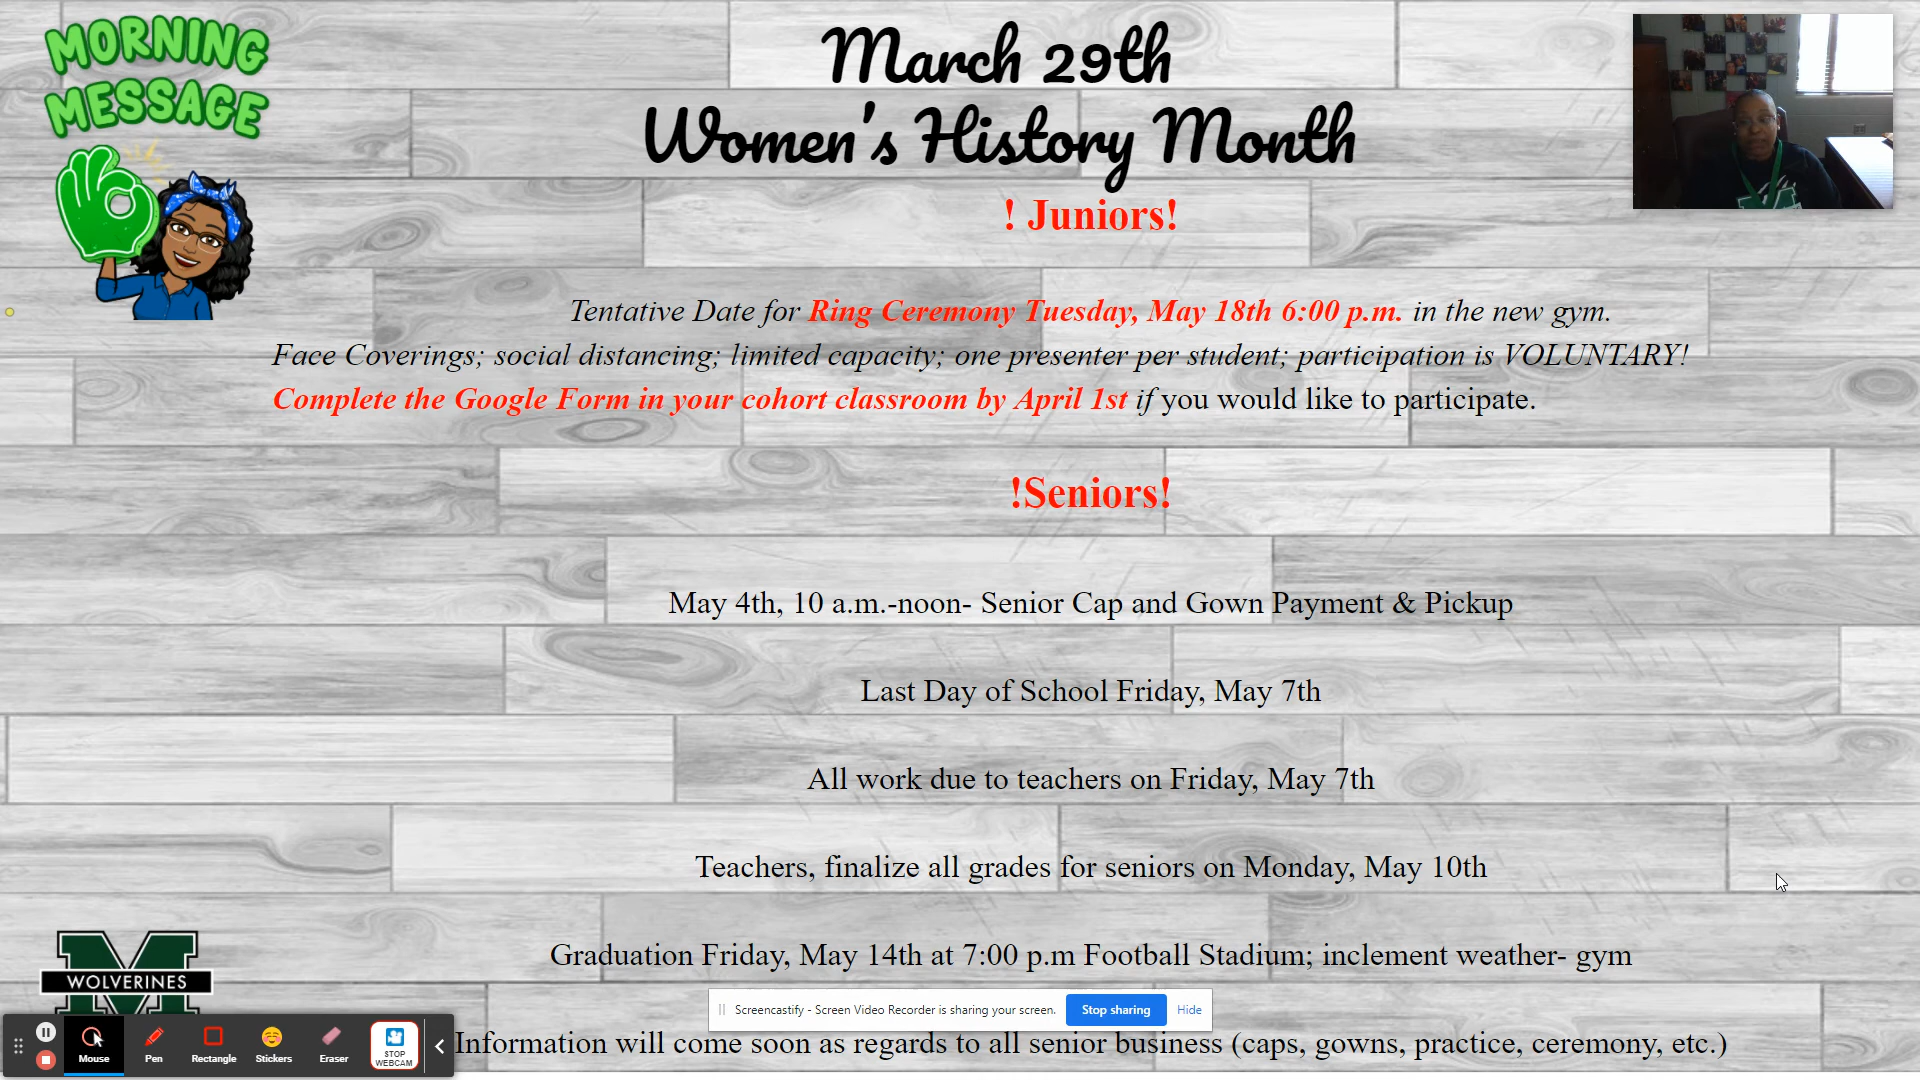 MORNING
MESSAGE
March 29th
Women's History Month
! Juniors!
Tentative Date for Ring Ceremony Tuesday, May 18th 6:00 p.m. in the new gym.
Face Coverings; social distancing; limited capacity; one presenter per student; participation is VOLUNTARY!
Complete the Google Form in your cohort classroom by April 1st if you would like to participate.
!Seniors!
May 4th, 10 a.m.-noon- Senior Cap and Gown Payment & Pickup
Last Day of School Friday, May 7th
All work due to teachers on Friday, May 7th
Teachers, finalize all grades for seniors on Monday, May 10th
Graduation Friday, May 14th at 7:00 p.m Football Stadium; inclement weather- gym
M
WOLVERINES
Screencastify - Screen Video Recorder is sharing your screen. Stop sharing Hide
Information will come soon as regards to all senior business (caps, gowns, practice, ceremony, etc.)
Mouse Pen Rectangle Stickers Eraser STOP WEBCAM